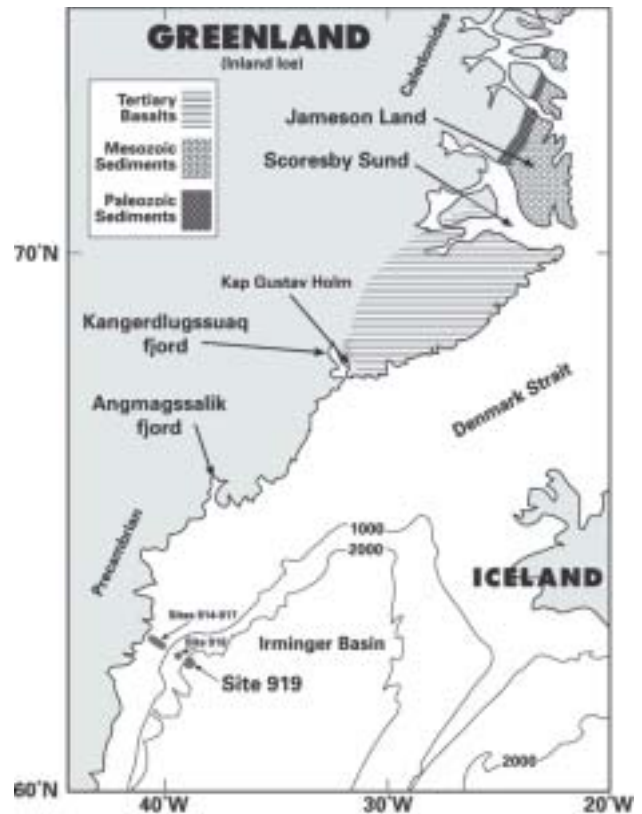 GREENLAND
(Inland Ice)
Caledonides
Tertiary
Basalts
Mesozoic
Sediments
Paleozoic
Sediments
Jameson Land
Scoresby Sund
70°N
Kap Gustav Holm
Kangerdlugssuaq
fjord
Angmagssalik
fjord
Denmark Strait
Precambrian
1000
2000
ICELAND
Sites 914-917
Irminger Basin
Site 919
2000
60°N
40°W
30°W
20°W